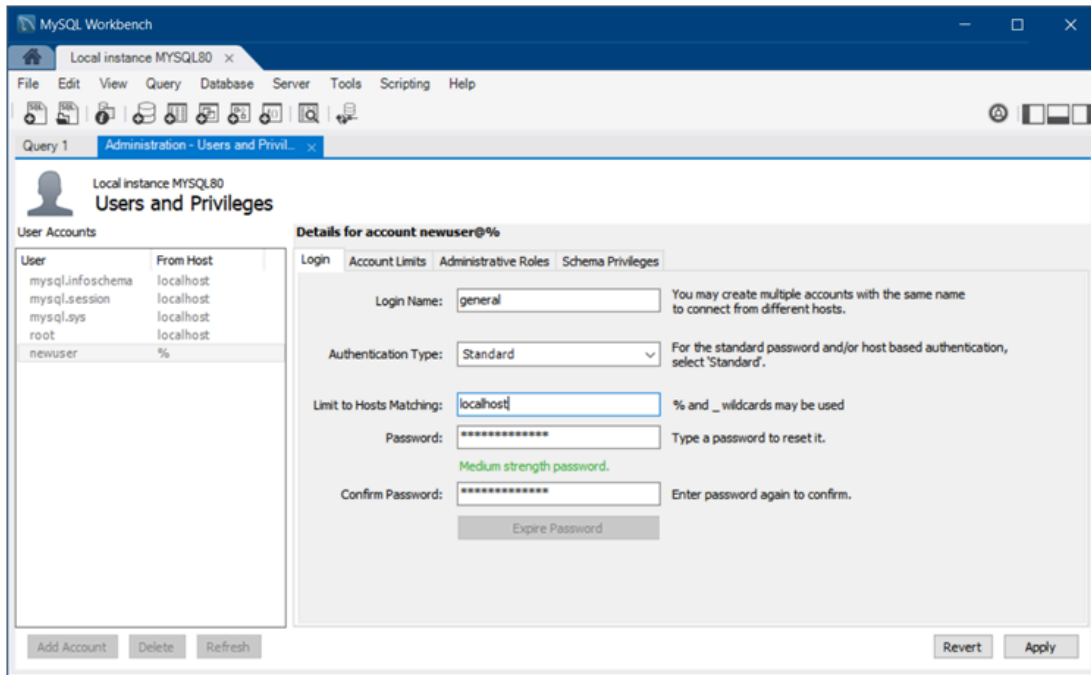 MySQL Workbench
Local instance MYSQL80
File Edit View Query Database Server Tools Scripting Help
Query 1 Administration - Users and Privil...
Local instance MYSQL80
Users and Privileges
User Accounts
User From Host
mysql.infoschema localhost
mysql.session localhost
mysql.sys localhost
root localhost
newuser %
Add Account Delete Refresh
Details for account newuser@%
Login Account Limits Administrative Roles Schema Privileges
Login Name: general You may create multiple accounts with the same name
to connect from different hosts.
Authentication Type: Standard For the standard password and/or host based authentication,
select 'Standard'.
Limit to Hosts Matching: localhost % and _ wildcards may be used
Password: ************* Type a password to reset it.
Medium strength password.
Confirm Password: ************* Enter password again to confirm.
Expire Password
Revert Apply